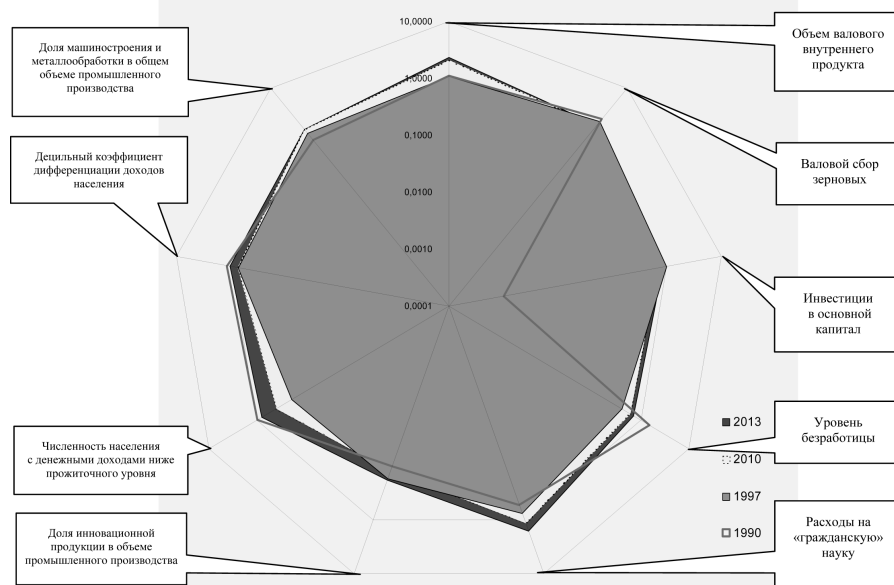 10,0000
1,0000
0,1000
0,0100
0,0010
0,0001
Объем валового
внутреннего
продукта
Валовой сбор
зерновых
Инвестиции
в основной
капитал
Уровень
безработицы
Расходы на
«гражданскую»
науку
Доля инновационной
продукции в объеме
промышленного производства
Численность населения
с денежными доходами ниже
прожиточного уровня
Децильный коэффициент
дифференциации доходов
населения
Доля машиностроения и
металлообработки в общем
объеме промышленного
производства
2013
2010
1997
1990